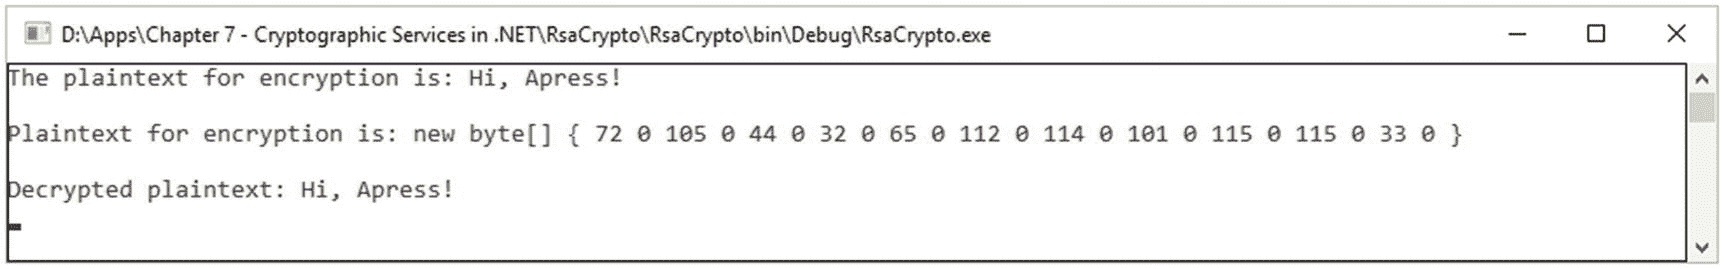 D:\Apps\Chapter 7 - Cryptographic Services in .NET\RsaCrypto\RsaCrypto\bin\Debug\RsaCrypto.exe
The plaintext for encryption is: Hi, Apress!
Plaintext for encryption is: new byte[] { 72 0 105 0 44 0 32 0 65 0 112 0 114 0 101 0 115 0 115 0 33 0 }
Decrypted plaintext: Hi, Apress!